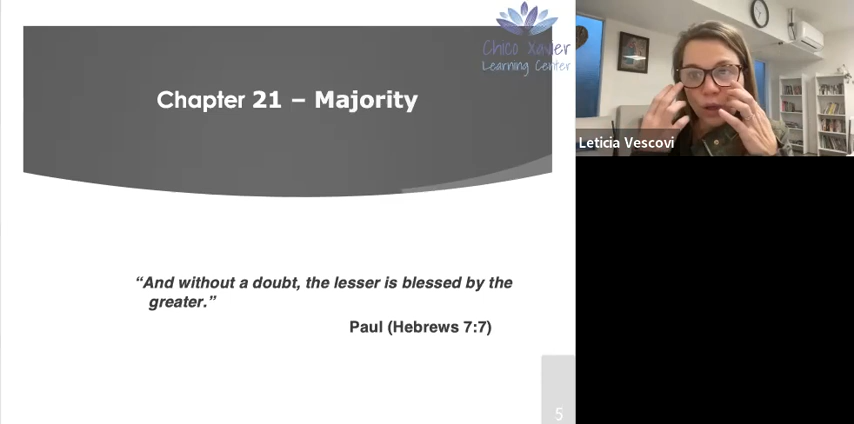 Chico Xavier
Learning Center
Chapter 21 – Majority
Leticia Vescovi
“And without a doubt, the lesser is blessed by the
greater.”
Paul (Hebrews 7:7)
5